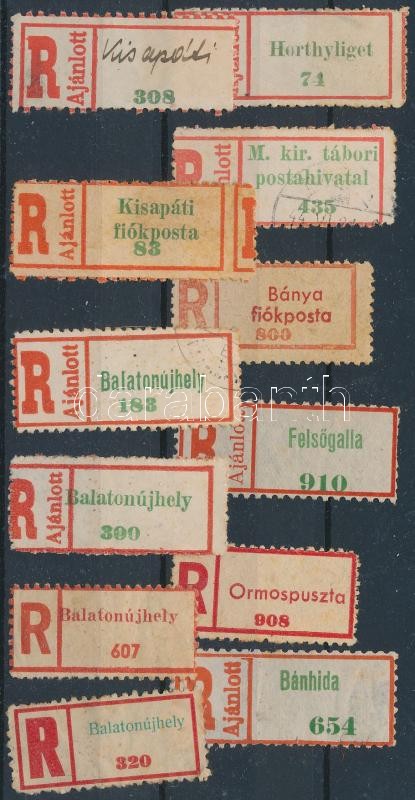 R
Ajánlott
Kisapáti
308
Horthyliget
74
Ajánlott
M. kir. tábori
postahivatal
435
R
Ajánlott
Kisapáti
fiókposta
83
R
Bánya
fiókposta
800
R
Ajánlott
Balatonújhely
183
Felsőgalla
910
R
Ajánlott
Balatonújhely
300
R
Ormospuszta
908
R
Balatonújhely
607
R
Ajánlott
Bánhida
654
R
Balatonújhely
320